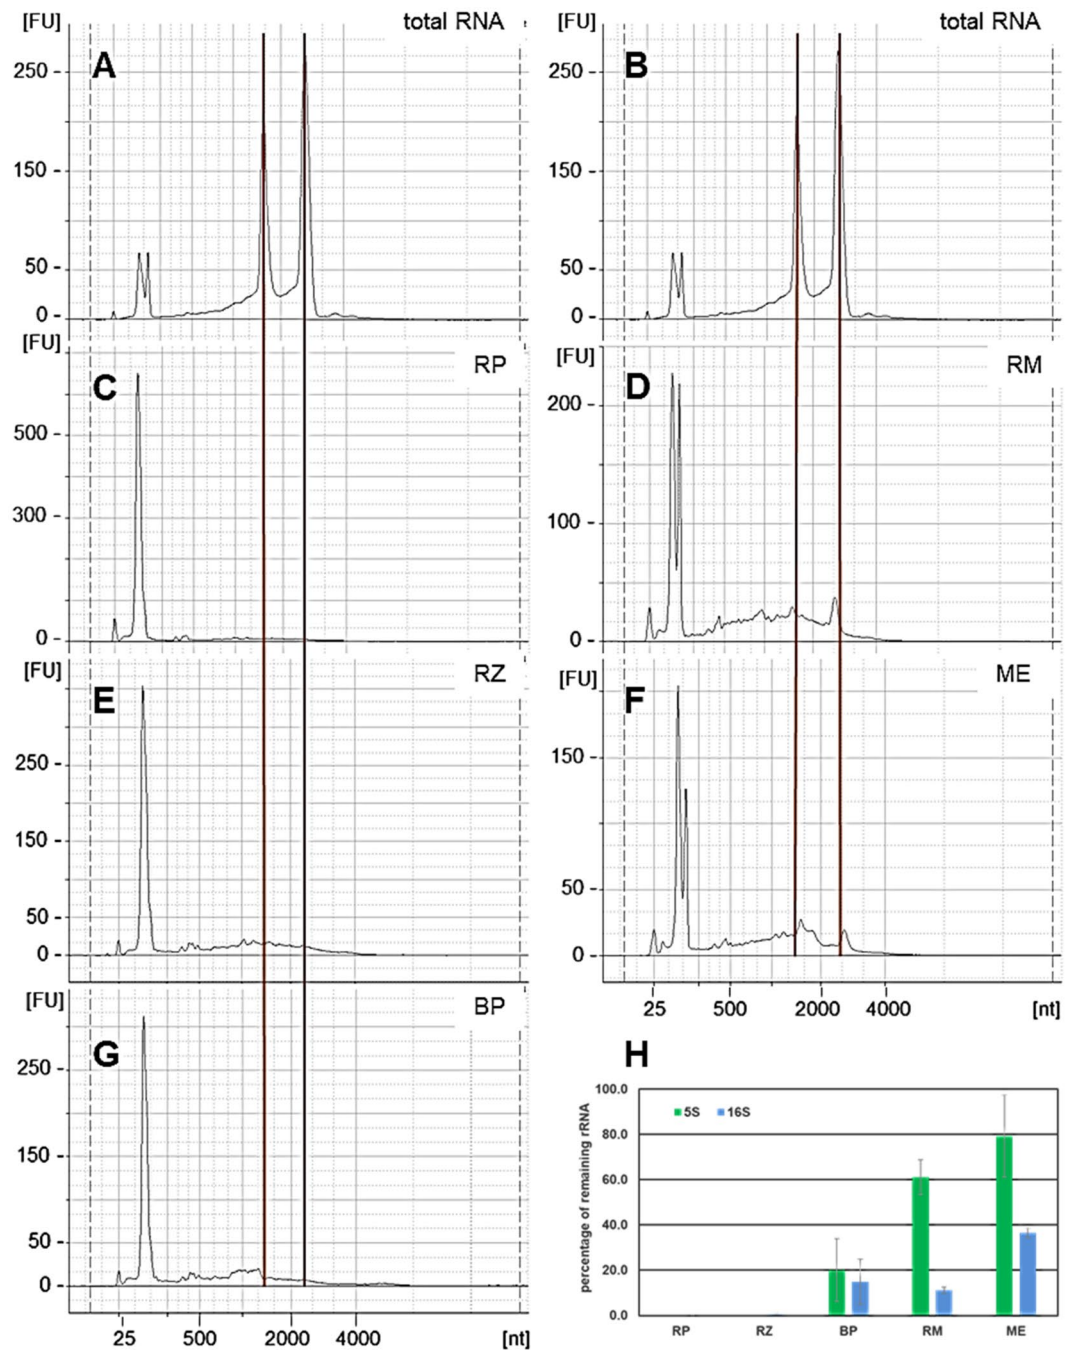 [FU] total RNA
A
250
150
50
0
[FU] total RNA
B
250
150
50
0
[FU] RP
C
500
300
0
[FU] RM
D
200
100
0
[FU] RZ
E
250
150
50
0
[FU] ME
F
150
50
0
25 500 2000 4000 [nt]
[FU] BP
G
250
150
50
0
25 500 2000 4000 [nt]
H
percentage of remaining rRNA
100.0
80.0
60.0
40.0
20.0
0.0
5S 16S
RP RZ BP RM ME